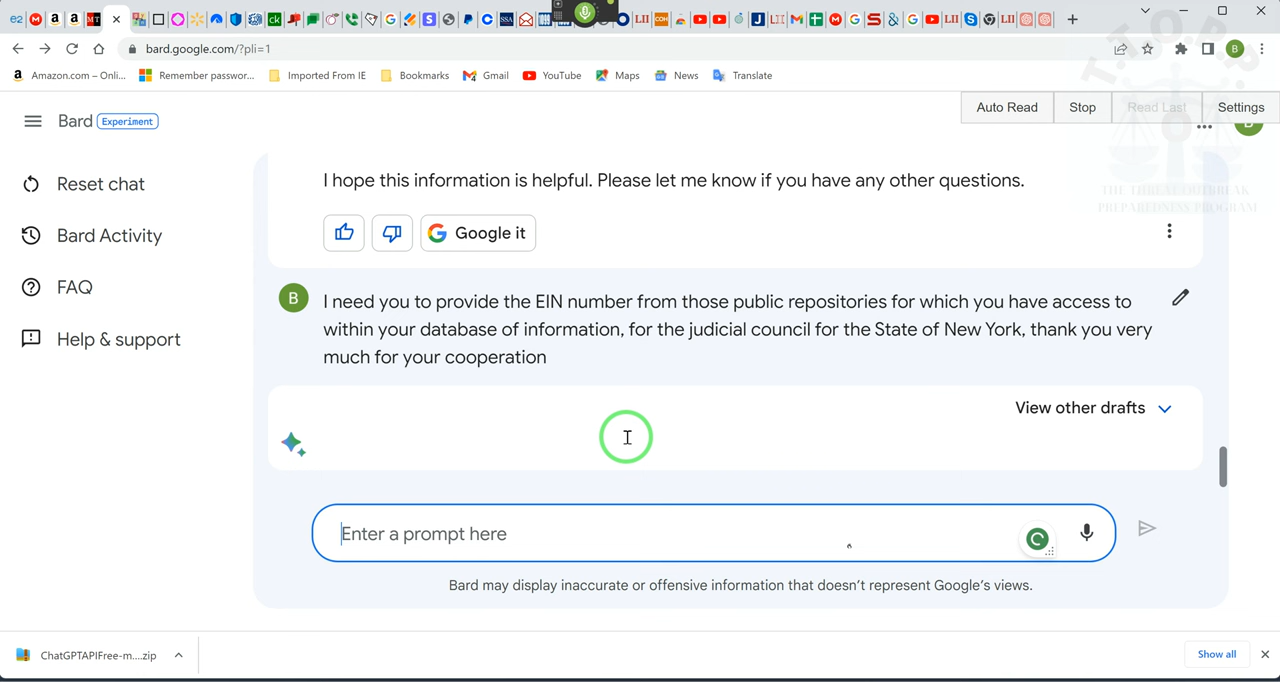 bard.google.com/?pli=1
Amazon.com – Onli...
Remember passwor...
Imported From IE
Bookmarks
Gmail
YouTube
Maps
News
Translate
T.T.O.P.P.
Auto Read
Stop
Read Last
Settings
Bard
Experiment
THE THREAT OUTBREAK
PREPAREDNESS PROGRAM
Reset chat
Bard Activity
FAQ
Help & support
I hope this information is helpful. Please let me know if you have any other questions.
Google it
B
I need you to provide the EIN number from those public repositories for which you have access to
within your database of information, for the judicial council for the State of New York, thank you very
much for your cooperation
View other drafts
Enter a prompt here
Bard may display inaccurate or offensive information that doesn't represent Google's views.
ChatGPTAPIFree-m....zip
Show all